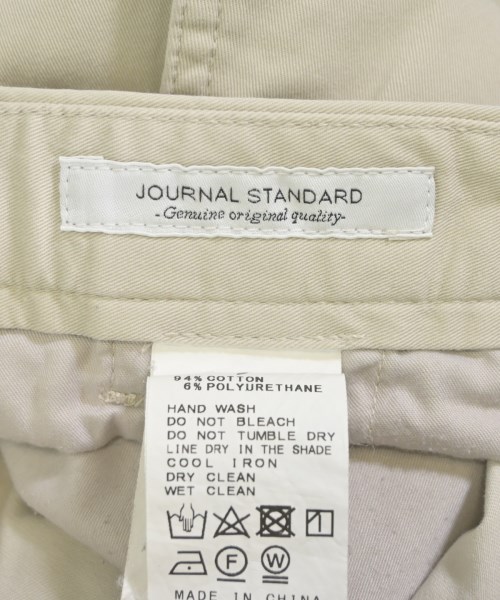 JOURNAL STANDARD
-Genuine original quality-
94% COTTON
6% POLYURETHANE
HAND WASH
DO NOT BLEACH
DO NOT TUMBLE DRY
LINE DRY IN THE SHADE
COOL IRON
DRY CLEAN
WET CLEAN
F W
MADE IN CHINA